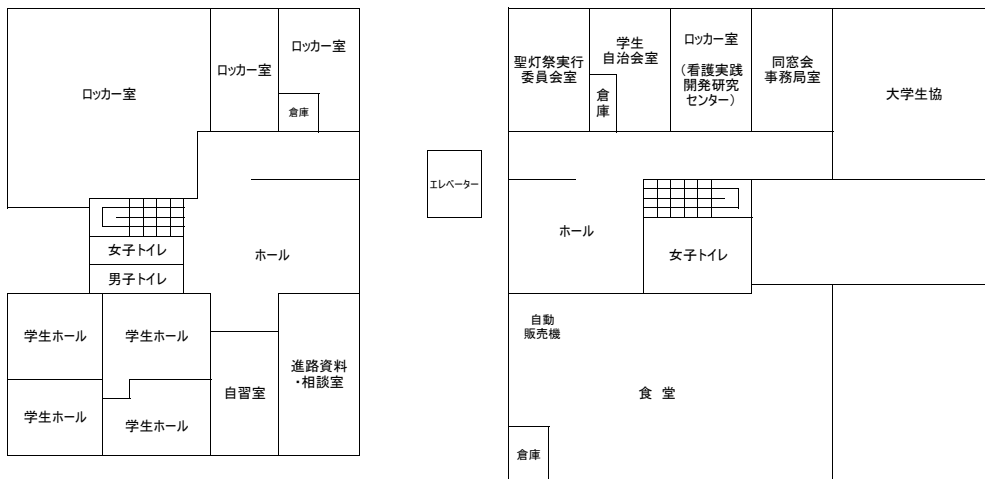 ロッカー室
ロッカー室
ロッカー室
倉庫
女子トイレ
男子トイレ
ホール
学生ホール
学生ホール
学生ホール
学生ホール
自習室
進路資料
・相談室
エレベーター
聖灯祭実行
委員会室
学生
自治会室
倉庫
ロッカー室
(看護実践
開発研究
センター)
同窓会
事務局室
大学生協
ホール
女子トイレ
自動
販売機
食 堂
倉庫